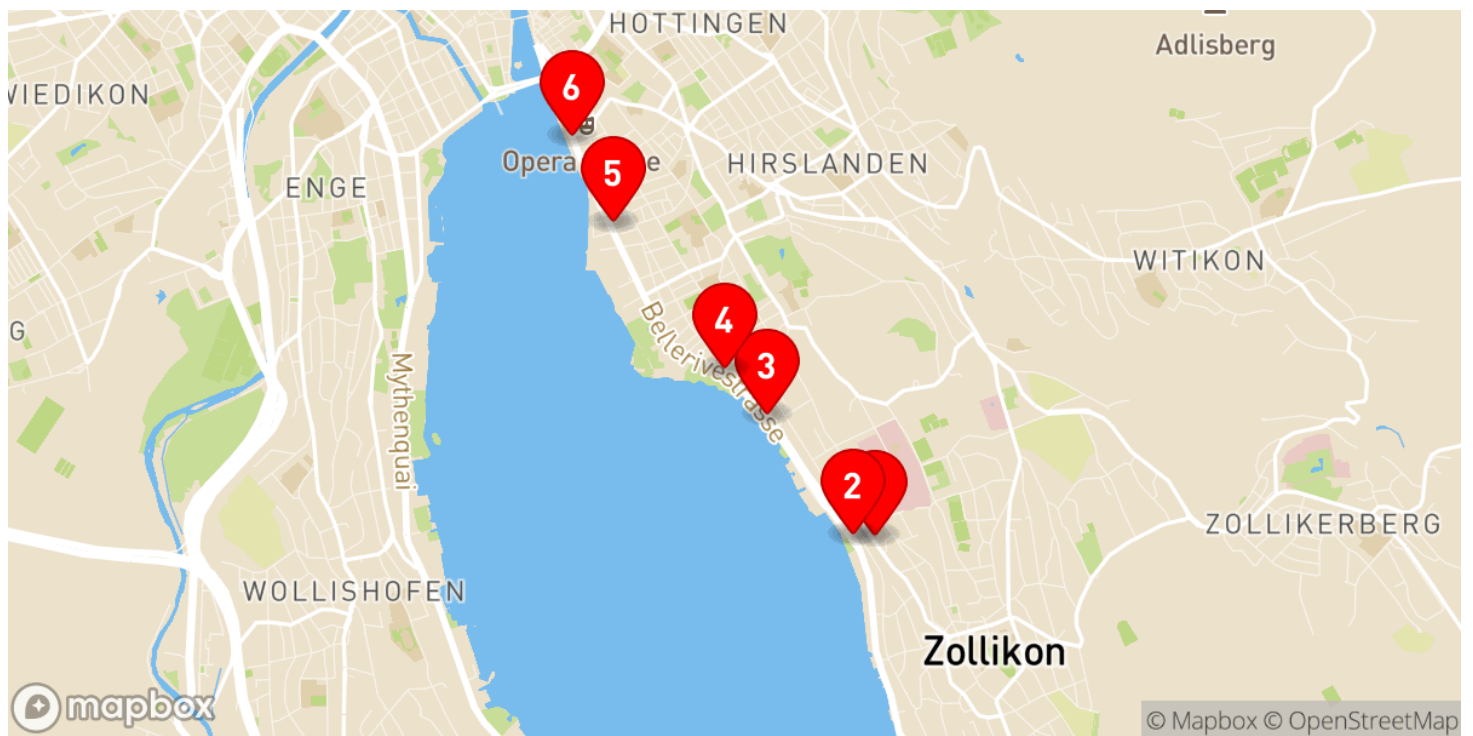 HOTTINGEN
Adlisberg
WIEDIKON
6
Opera
5
HIRSLANDEN
ENGE
WITIKON
4
3
Bellerivestrasse
Mythenquai
2
ZOLLIKERBERG
WOLLISHOFEN
Zollikon
mapbox
© Mapbox © OpenStreetMap